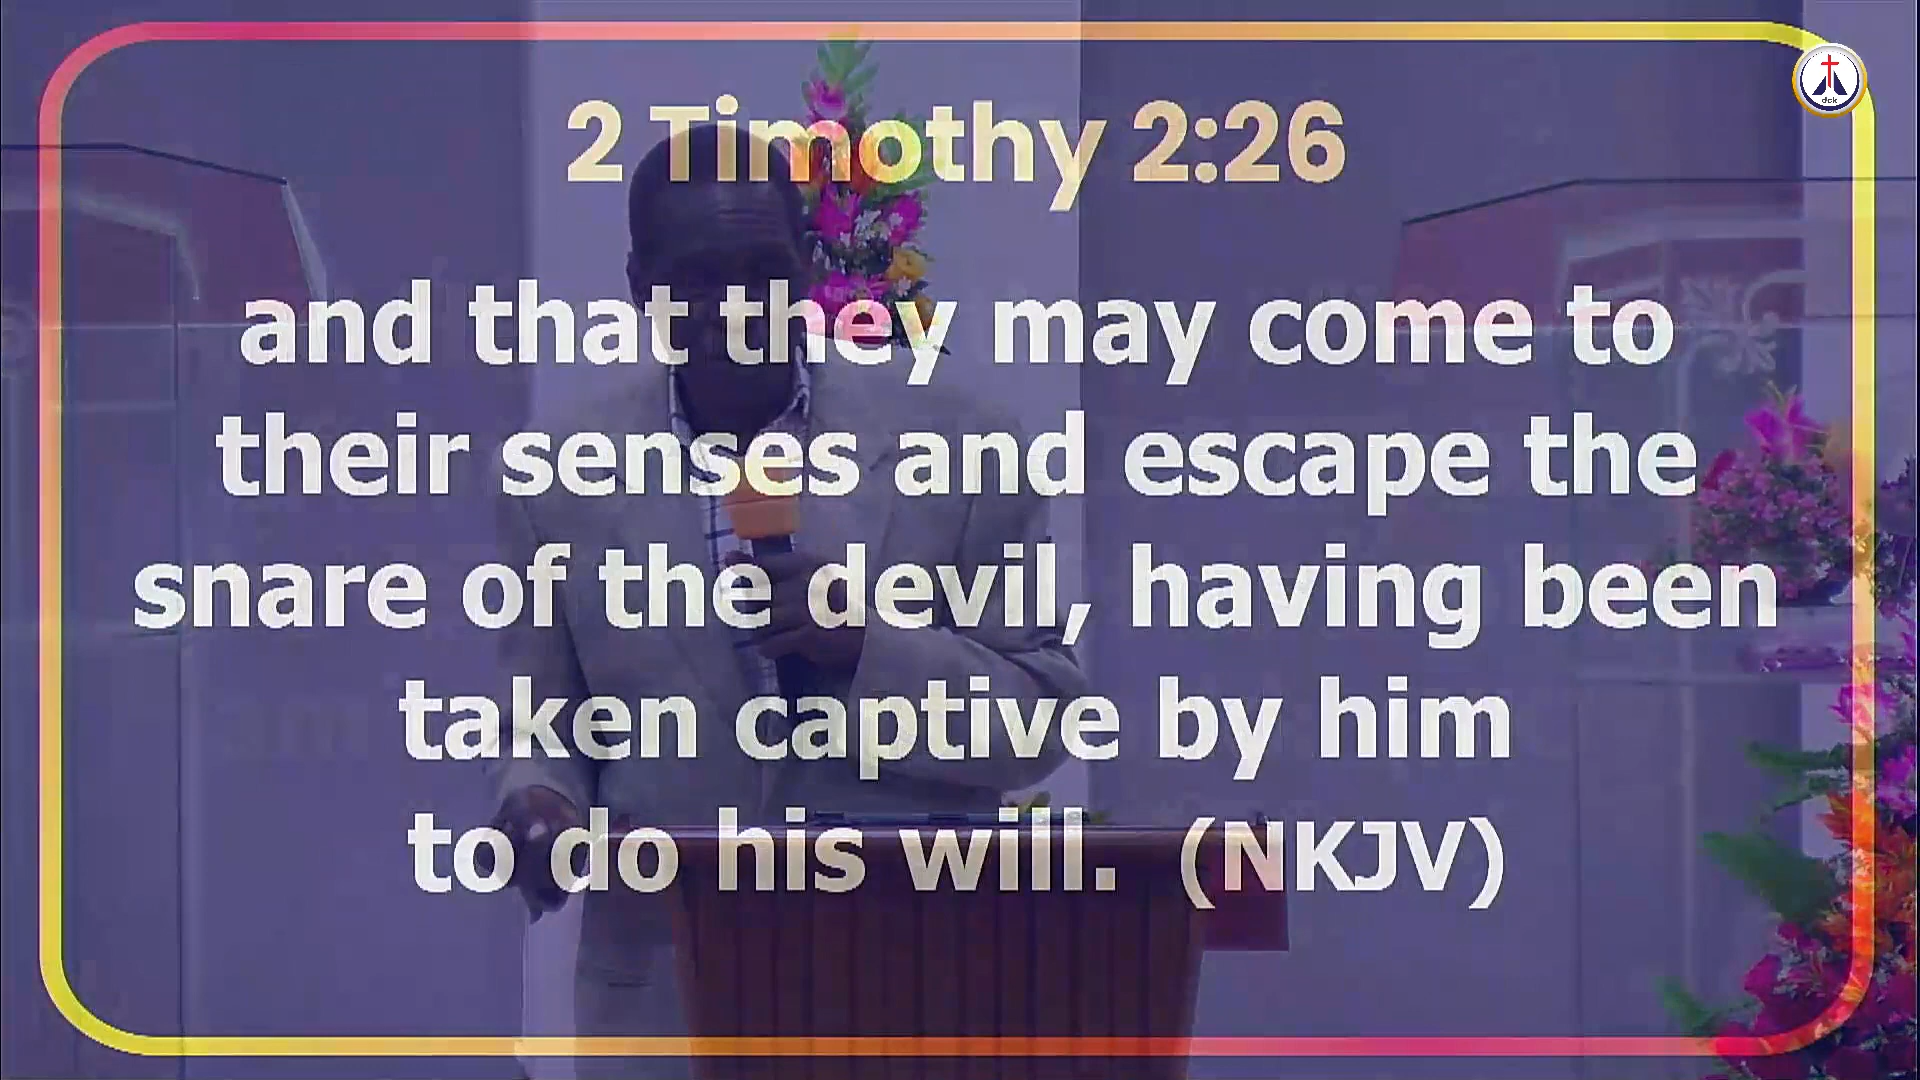 2 Timothy 2:26
and that they may come to
their senses and escape the
snare of the devil, having been
taken captive by him
to do his will.  (NKJV)
dck